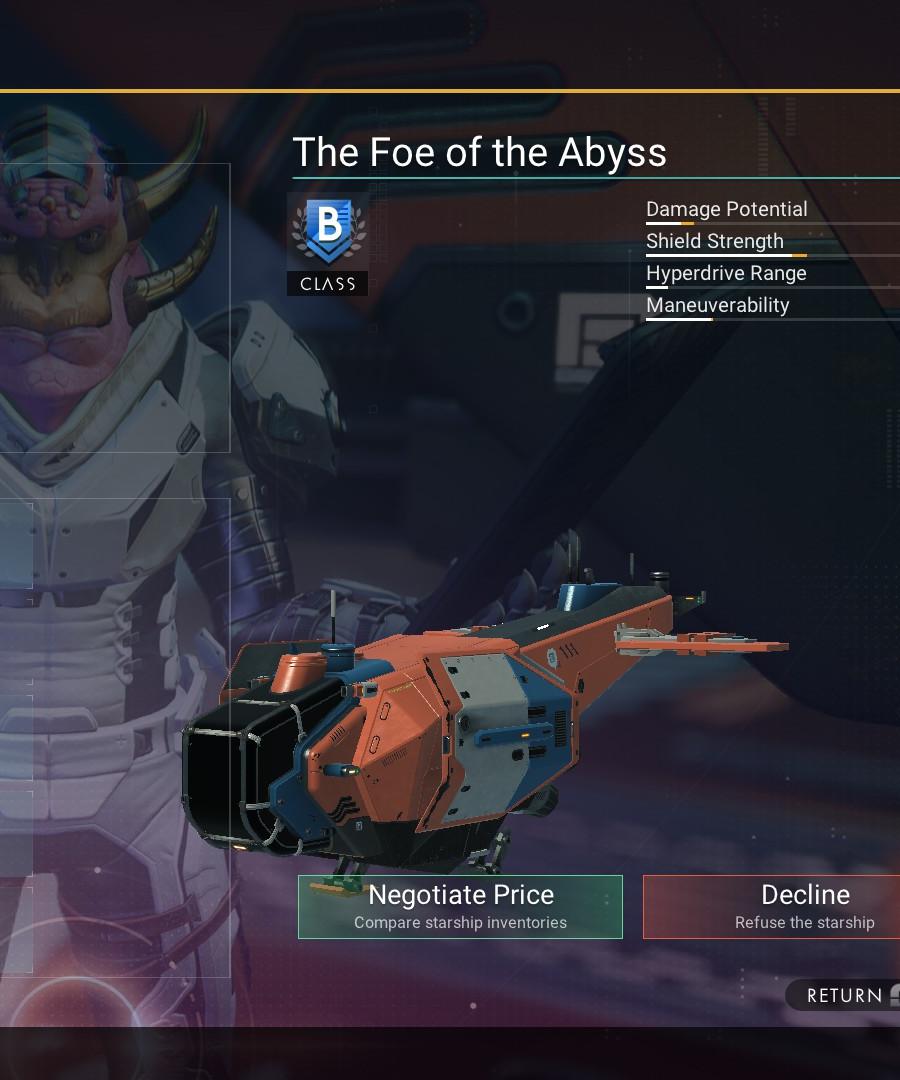 The Foe of the Abyss
B
CLASS
Damage Potential
Shield Strength
Hyperdrive Range
Maneuverability
Negotiate Price
Compare starship inventories
Decline
Refuse the starship
RETURN